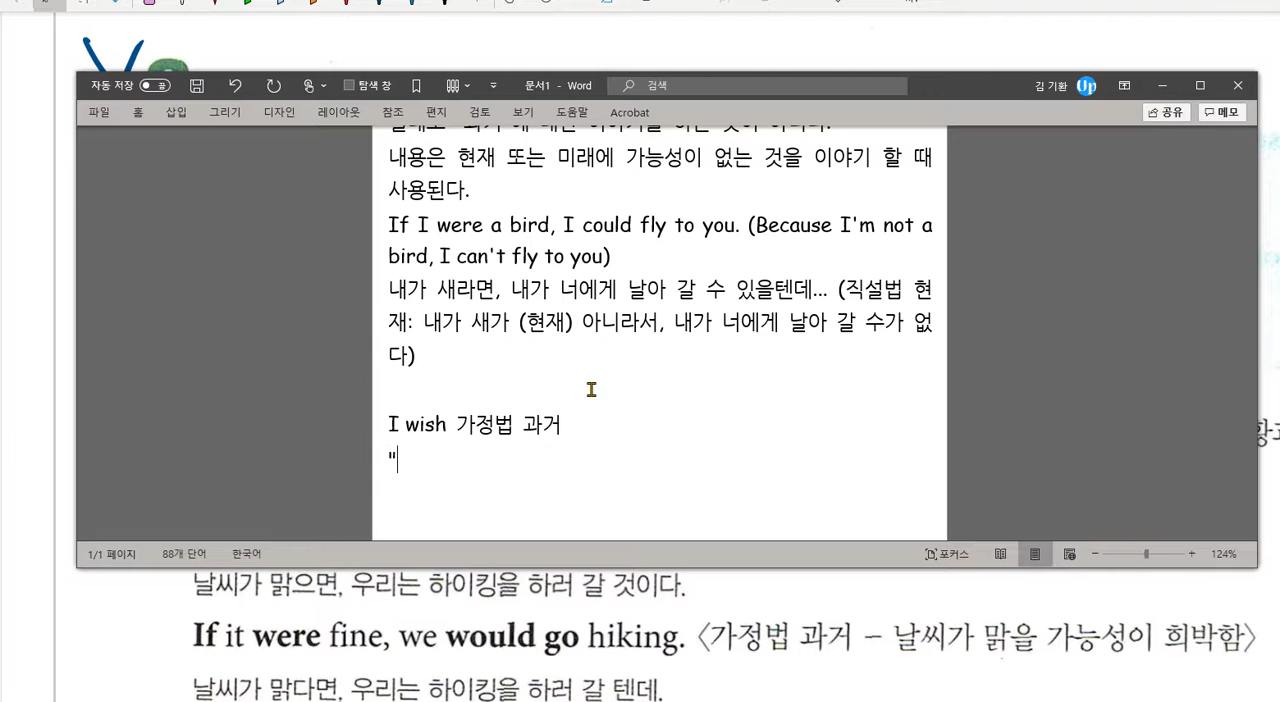 자동 저장 끔 탐색 창 문서1 - Word 검색 김 기환 Up
파일 홈 삽입 그리기 디자인 레이아웃 참조 편지 검토 보기 도움말 Acrobat 공유 메모
내용은 현재 또는 미래에 가능성이 없는 것을 이야기 할 때
사용된다.
If I were a bird, I could fly to you. (Because I'm not a
bird, I can't fly to you)
내가 새라면, 내가 너에게 날아 갈 수 있을텐데... (직설법 현
재: 내가 새가 (현재) 아니라서, 내가 너에게 날아 갈 수가 없
다)
I wish 가정법 과거
"
1/1 페이지 88개 단어 한국어 포커스 124%
날씨가 맑으면, 우리는 하이킹을 하러 갈 것이다.
If it were fine, we would go hiking. 〈가정법 과거 – 날씨가 맑을 가능성이 희박함〉
날씨가 맑다면, 우리는 하이킹을 하러 갈 텐데.